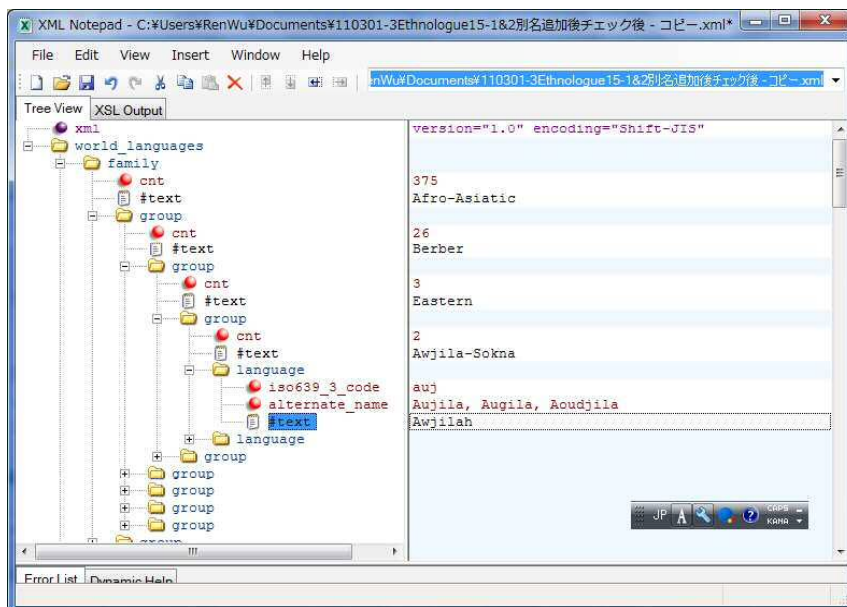 XML Notepad - C:¥Users¥RenWu¥Documents¥110301-3Ethnologue15-1&2別名追加後チェック後 - コピー.xml*
File Edit View Insert Window Help
nWu¥Documents¥110301-3Ethnologue15-1&2別名追加後チェック後 - コピー.xml
Tree View XSL Output
xml version="1.0" encoding="Shift-JIS"
world_languages
family
cnt 375
#text Afro-Asiatic
group
cnt 26
#text Berber
group
cnt 3
#text Eastern
group
cnt 2
#text Awjila-Sokna
language
iso639_3_code auj
alternate_name Aujila, Augila, Aoudjila
#text Awjilah
language
group
group
group
group
group
group
JP A CAPS
KANA
Error List Dynamic Help